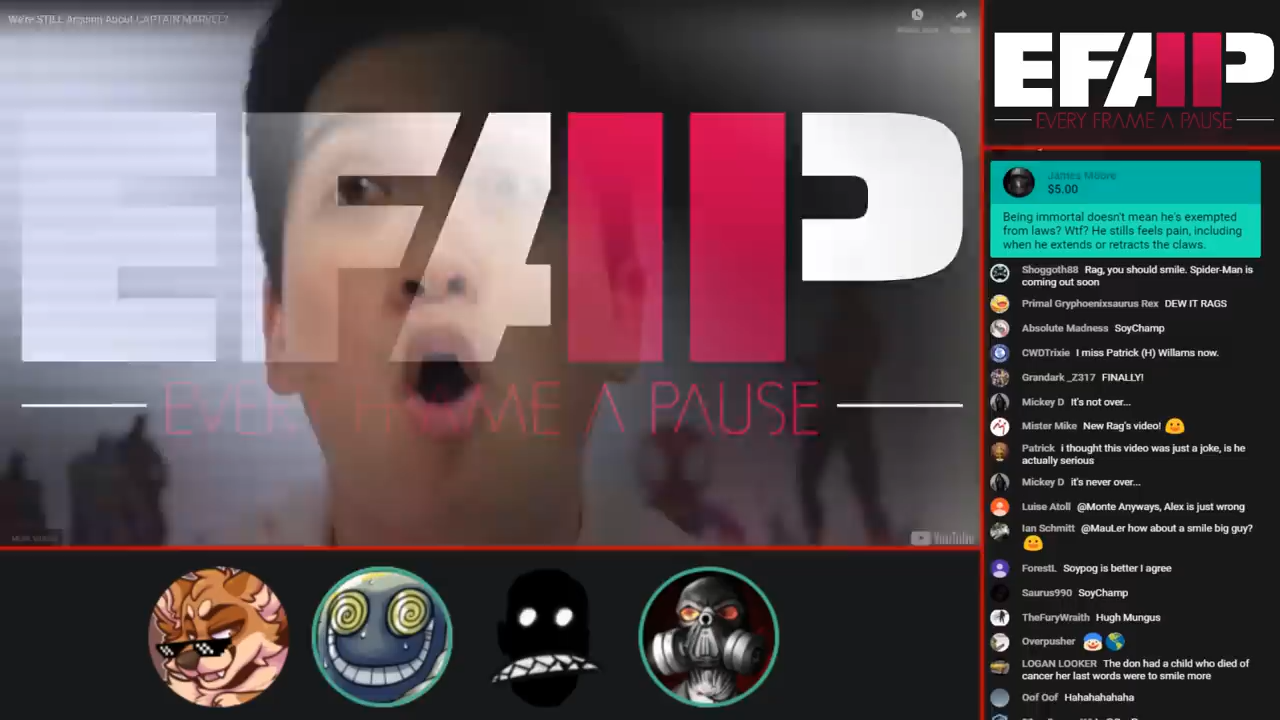 We're STILL Arguing About CAPTAIN MARVEL?
EFAP
EVERY FRAME A PAUSE
YouTube
EFAP
EVERY FRAME A PAUSE
James Moore
$5.00
Being immortal doesn't mean he's exempted
from laws? Wtf? He stills feels pain, including
when he extends or retracts the claws.
Shoggoth88 Rag, you should smile. Spider-Man is
coming out soon
Primal Gryphoenixsaurus Rex DEW IT RAGS
Absolute Madness SoyChamp
CWDTrixie I miss Patrick (H) Willams now.
Grandark _Z317 FINALLY!
Mickey D It's not over...
Mister Mike New Rag's video!
Patrick i thought this video was just a joke, is he
actually serious
Mickey D it's never over...
Luise Atoll @Monte Anyways, Alex is just wrong
Ian Schmitt @MauLer how about a smile big guy?
ForestL Soypog is better I agree
Saurus990 SoyChamp
TheFuryWraith Hugh Mungus
Overpusher
LOGAN LOOKER The don had a child who died of
cancer her last words were to smile more
Oof Oof Hahahahahaha